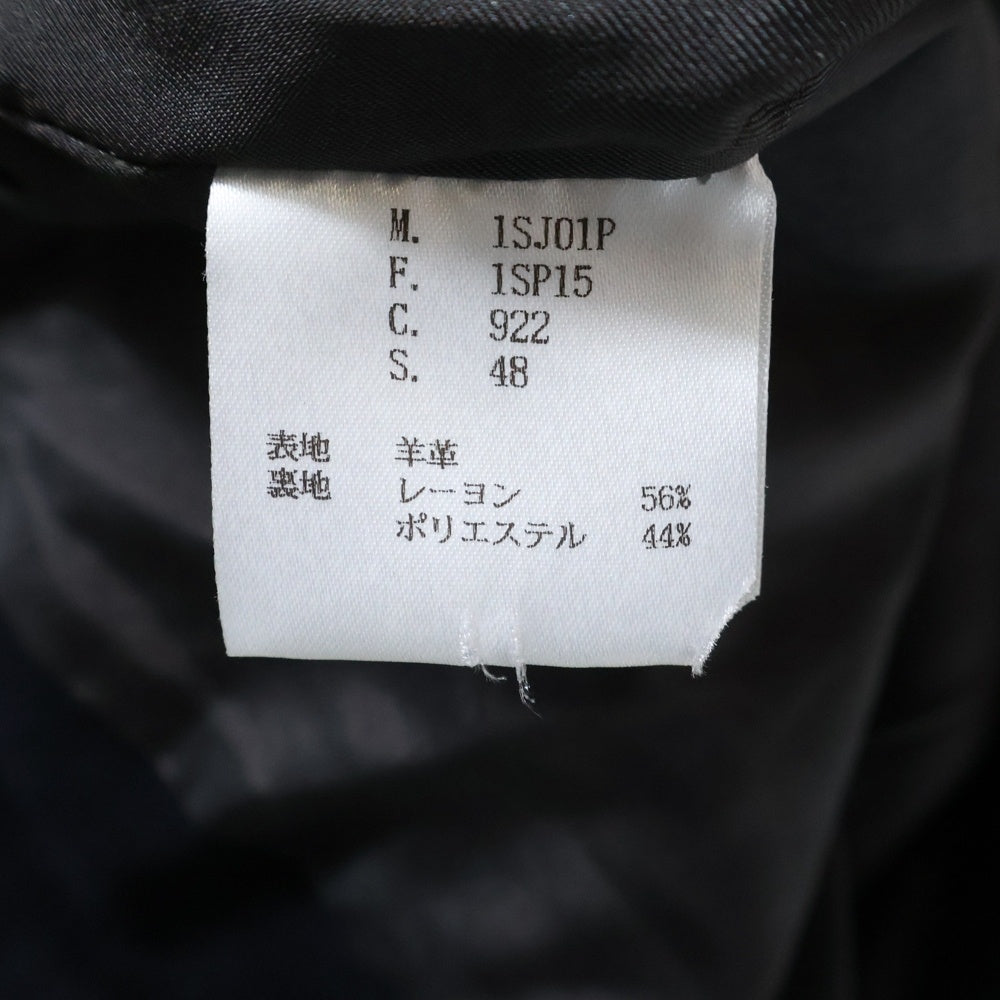 M. 1SJ01P
F. 1SP15
C. 922
S. 48
表地 羊革
裏地 レーヨン 56%
ポリエステル 44%